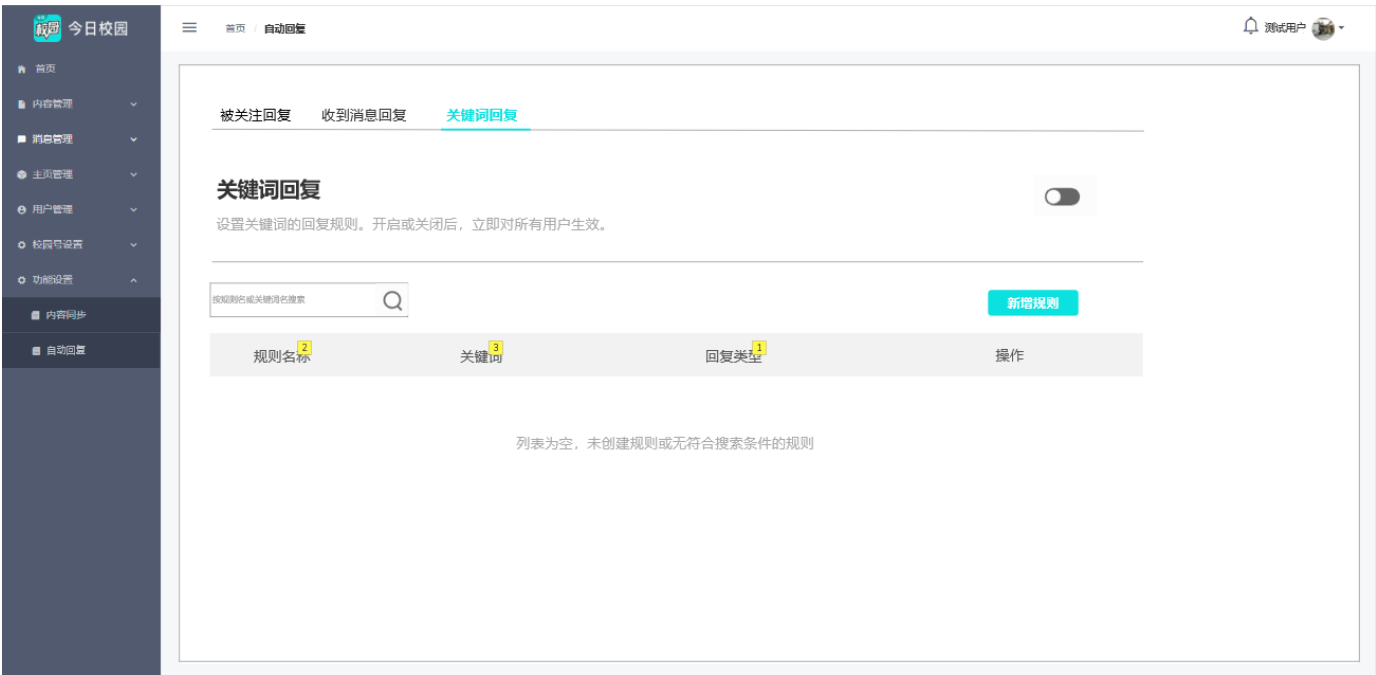 校园 今日校园
首页 / 自动回复
测试用户
首页
内容管理
消息管理
主页管理
用户管理
校园号设置
功能设置
内容同步
自动回复
被关注回复 收到消息回复 关键词回复
关键词回复
设置关键词的回复规则。开启或关闭后，立即对所有用户生效。
按规则名或关键词名搜索
新增规则
规则名称 2 关键词 3 回复类型 1 操作
列表为空，未创建规则或无符合搜索条件的规则